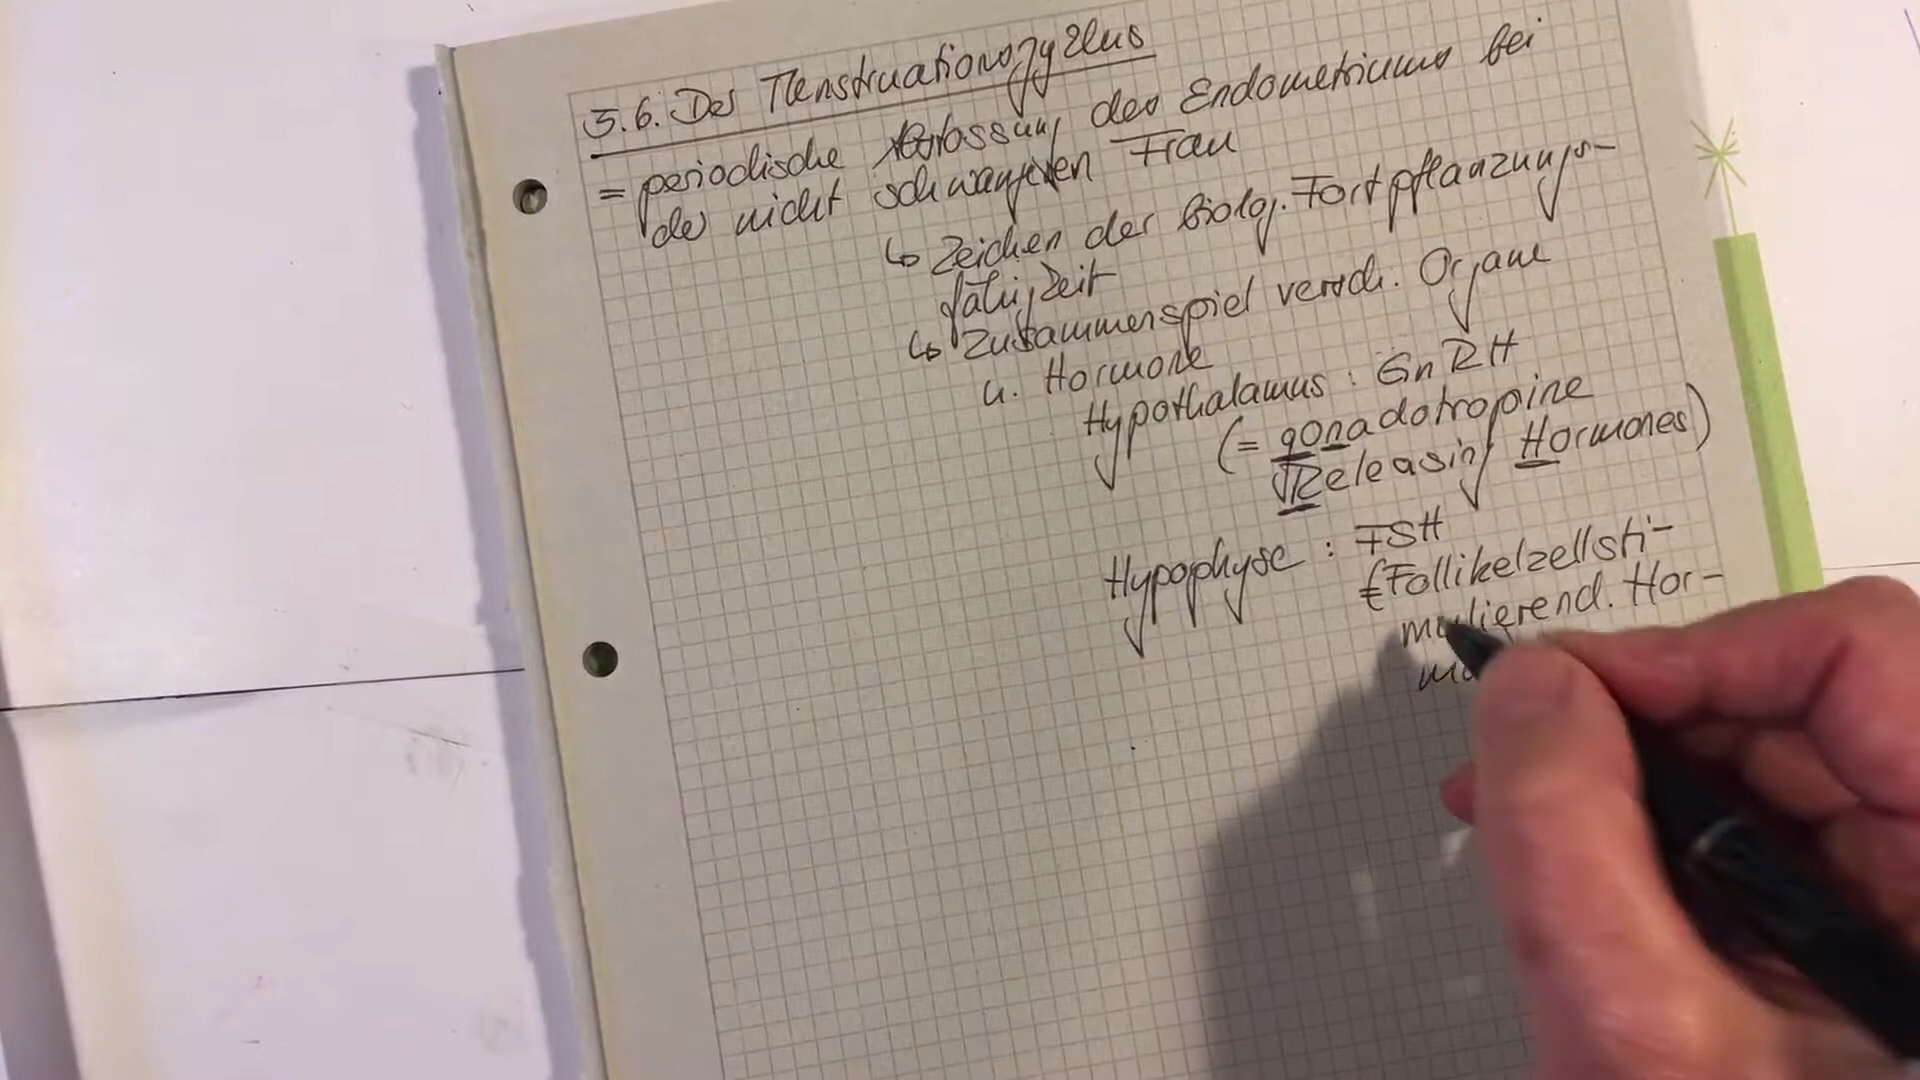 5.6. Der Menstruationszyklus
= periodische Abstossung des Endometriums bei
der nicht schwangeren Frau
↳ Zeichen der biolog. Fortpflanzungs-
fähigkeit
↳ Zusammenspiel versch. Organe
u. Hormone
Hypothalamus: GnRH
(= gonadotropine
Releasing Hormones)
Hypophyse: FSH
(Follikelzellsti-
mulierend. Hor-